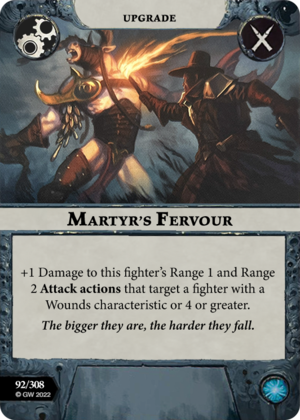 UPGRADE
MARTYR'S FERVOUR
+1 Damage to this fighter's Range 1 and Range
2 Attack actions that target a fighter with a
Wounds characteristic or 4 or greater.
The bigger they are, the harder they fall.
92/308
© GW 2022